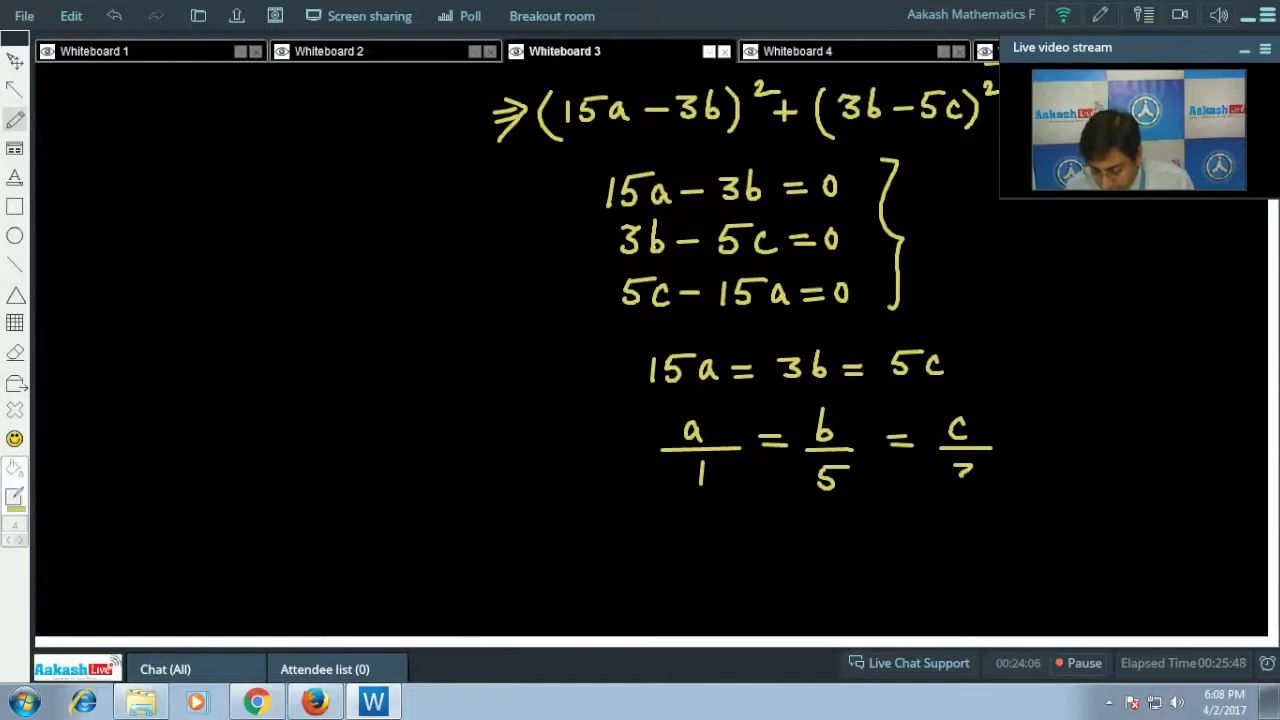 File Edit Screen sharing Poll Breakout room Aakash Mathematics F
Whiteboard 1 Whiteboard 2 Whiteboard 3 Whiteboard 4
Live video stream
⇒ (15a − 3b)² + (3b − 5c)²
15a − 3b = 0
3b − 5c = 0
5c − 15a = 0
15a = 3b = 5c
a/1 = b/5 = c/
Aakash Live Chat (All) Attendee list (0) Live Chat Support 00:24:06 Pause Elapsed Time 00:25:48
4
6:08 PM
4/2/2017